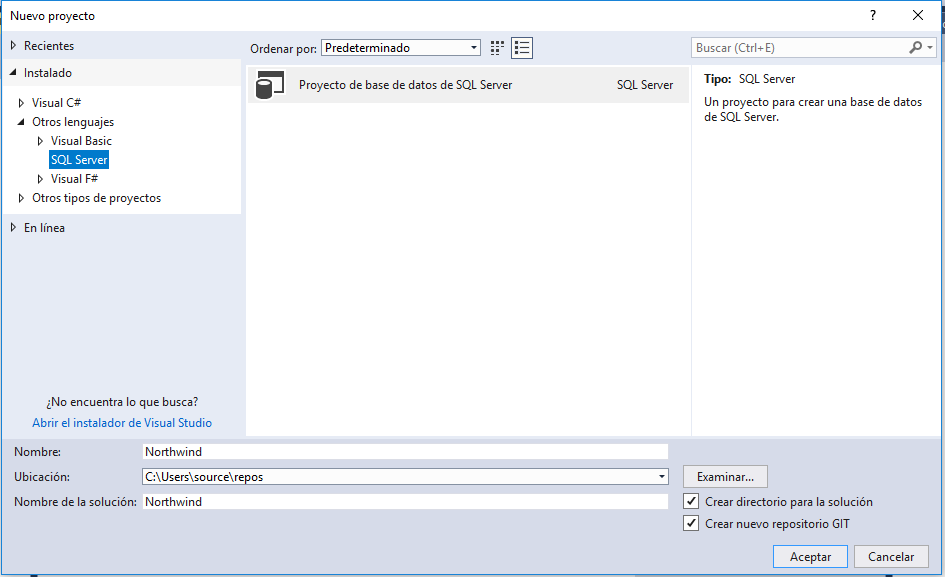 Nuevo proyecto
?
Recientes
Ordenar por: Predeterminado
Buscar (Ctrl+E)
Instalado
Visual C#
Otros lenguajes
Visual Basic
SQL Server
Visual F#
Otros tipos de proyectos
En línea
Proyecto de base de datos de SQL Server SQL Server
Tipo: SQL Server
Un proyecto para crear una base de datos
de SQL Server.
¿No encuentra lo que busca?
Abrir el instalador de Visual Studio
Nombre: Northwind
Ubicación: C:\Users\source\repos Examinar...
Nombre de la solución: Northwind
Crear directorio para la solución
Crear nuevo repositorio GIT
Aceptar Cancelar